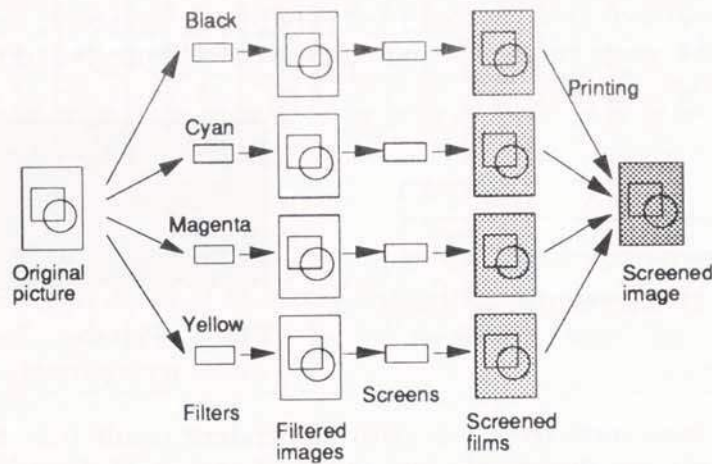 Black
Printing
Cyan
Magenta
Original
picture
Screened
image
Yellow
Filters
Filtered
images
Screens
Screened
films